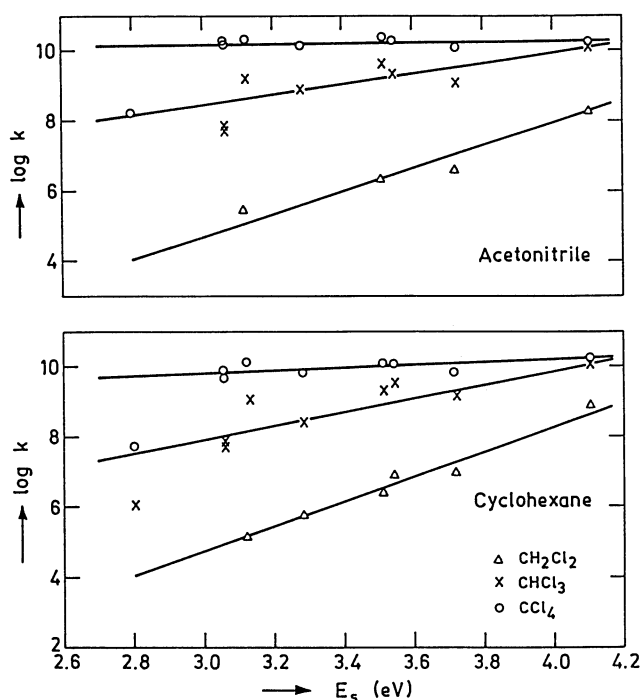 10
8
6
4
→ log k
Acetonitrile
10
8
6
4
2
→ log k
Cyclohexane
△ CH₂Cl₂
x CHCl₃
○ CCl₄
2.6 2.8 3.0 3.2 3.4 3.6 3.8 4.0 4.2
→ Eₛ (eV)